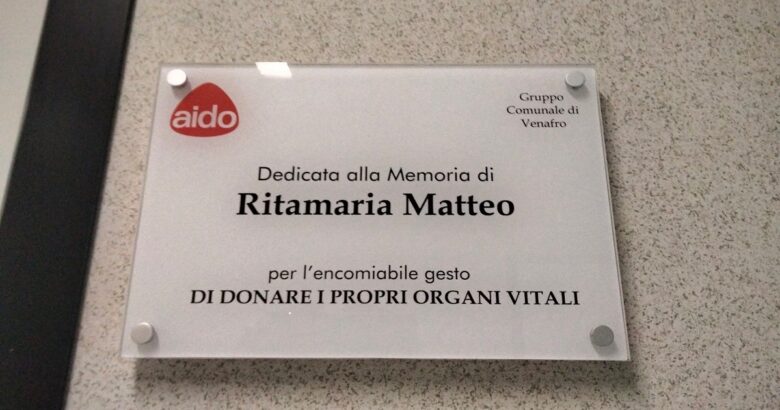 aido
Gruppo
Comunale di
Venafro
Dedicata alla Memoria di
Ritamaria Matteo
per l'encomiabile gesto
DI DONARE I PROPRI ORGANI VITALI